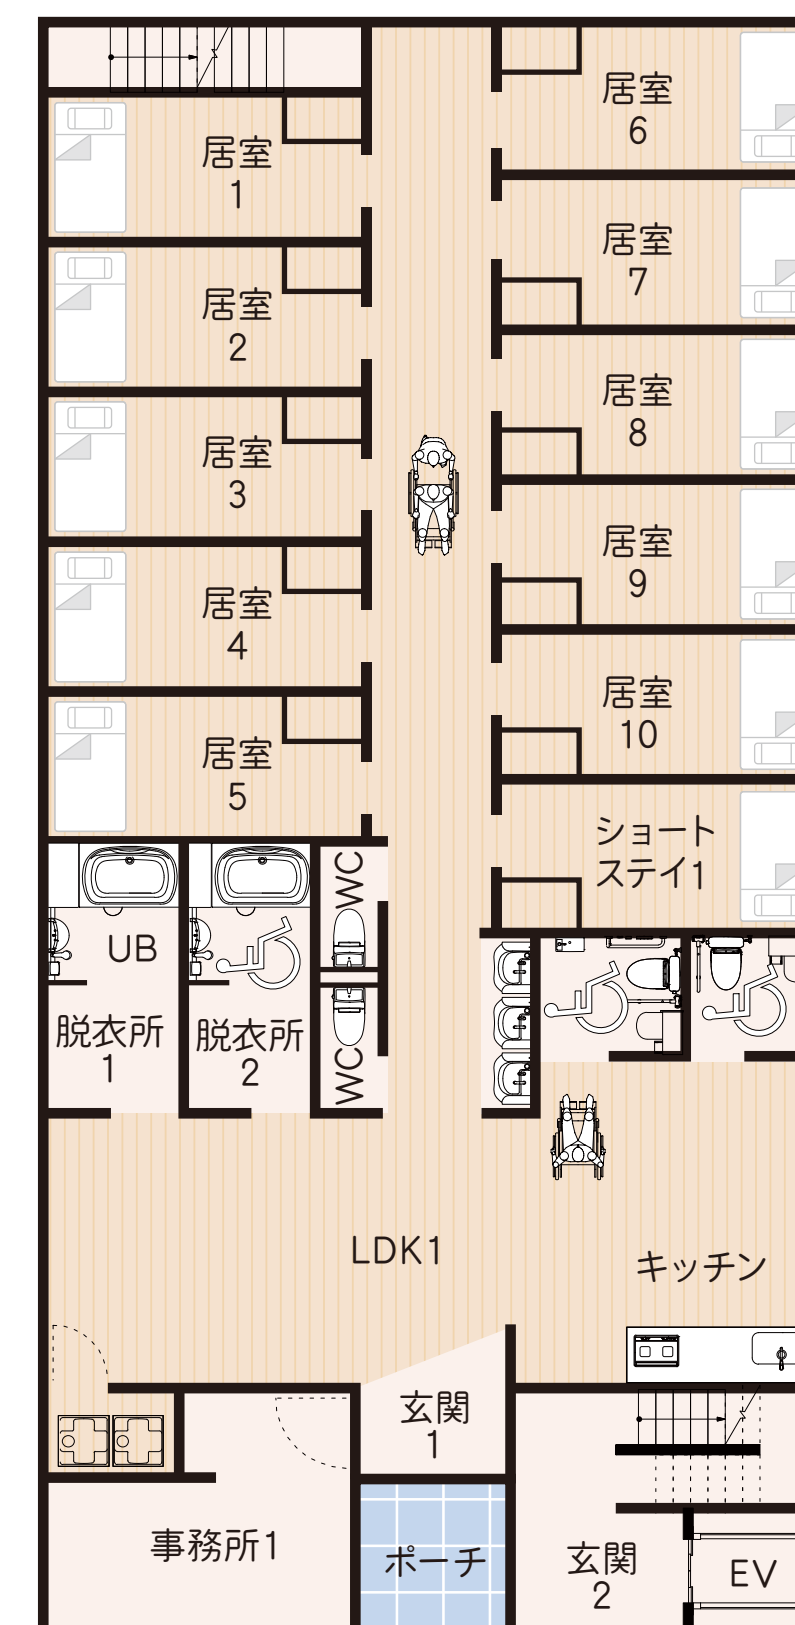 居室
1
居室
2
居室
3
居室
4
居室
5
居室
6
居室
7
居室
8
居室
9
居室
10
ショート
ステイ1
UB
脱衣所
1
脱衣所
2
WC
WC
LDK1
キッチン
玄関
1
事務所1
ポーチ
玄関
2
EV